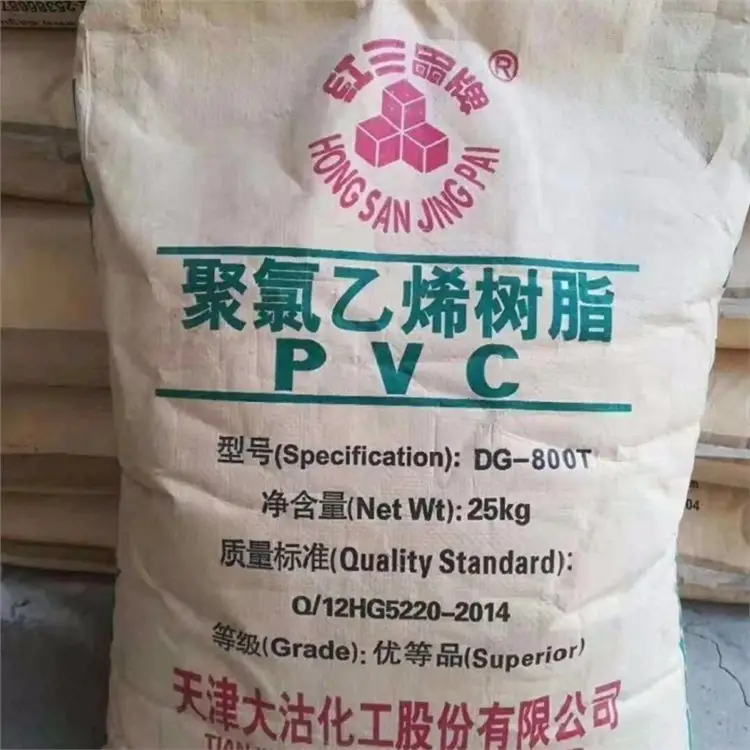 红三晶牌®
HONG SAN JING PAI
聚氯乙烯树脂
PVC
型号(Specification): DG-800T
净含量(Net Wt): 25kg
质量标准(Quality Standard):
Q/12HG5220-2014
等级(Grade): 优等品(Superior)
天津大沽化工股份有限公司